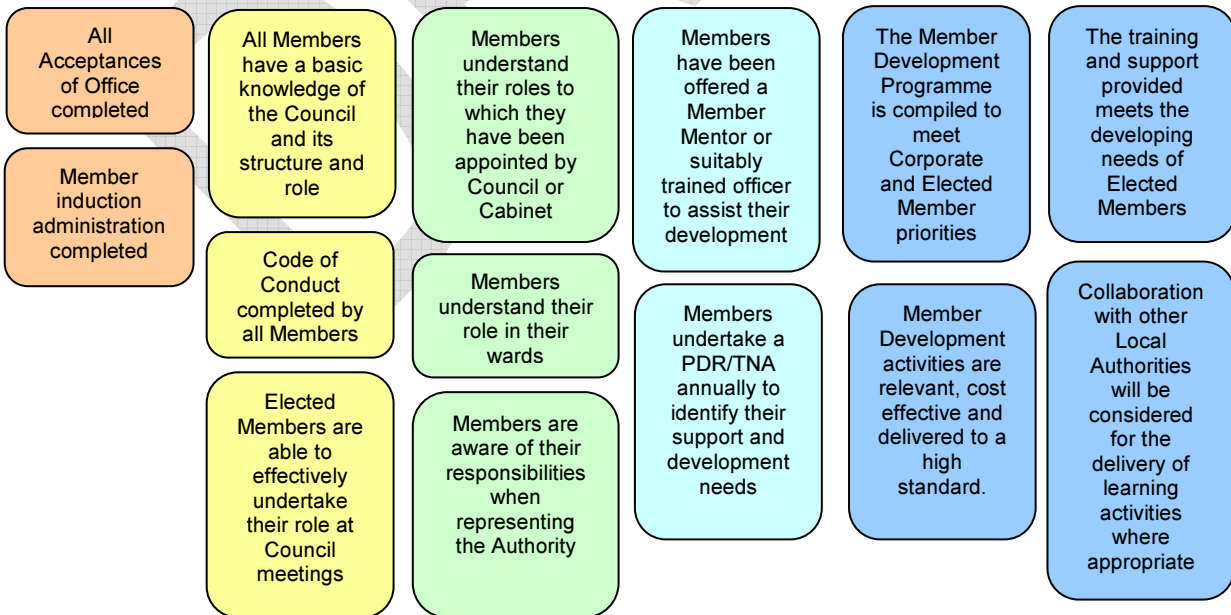 All
Acceptances
of Office
completed
Member
induction
administration
completed
All Members
have a basic
knowledge of
the Council
and its
structure and
role
Code of
Conduct
completed by
all Members
Elected
Members are
able to
effectively
undertake
their role at
Council
meetings
Members
understand
their roles to
which they
have been
appointed by
Council or
Cabinet
Members
understand their
role in their
wards
Members are
aware of their
responsibilities
when
representing
the Authority
Members
have been
offered a
Member
Mentor or
suitably
trained officer
to assist their
development
Members
undertake a
PDR/TNA
annually to
identify their
support and
development
needs
The Member
Development
Programme
is compiled to
meet
Corporate
and Elected
Member
priorities
Member
Development
activities are
relevant, cost
effective and
delivered to a
high
standard.
The training
and support
provided
meets the
developing
needs of
Elected
Members
Collaboration
with other
Local
Authorities
will be
considered
for the
delivery of
learning
activities
where
appropriate